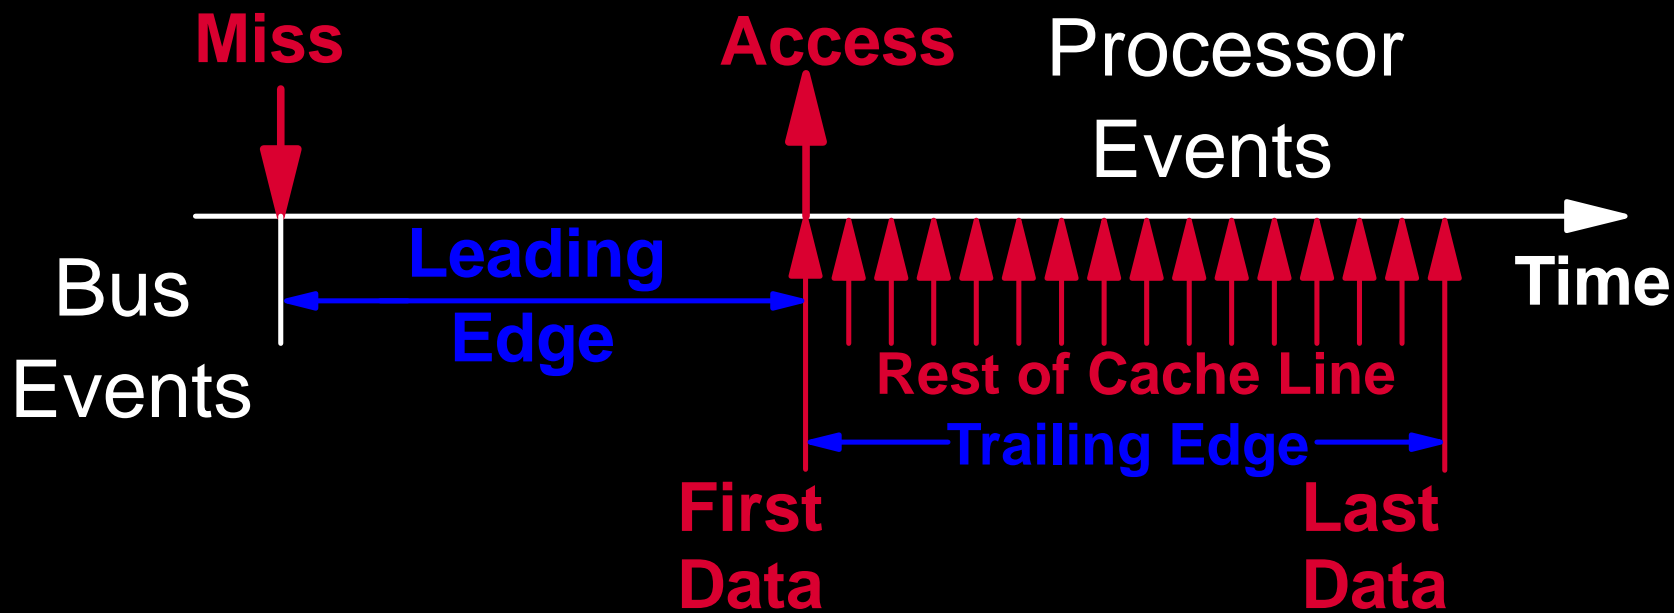 Miss
Access
Processor
Events
Leading
Edge
Bus
Events
Time
Rest of Cache Line
Trailing Edge
First
Data
Last
Data